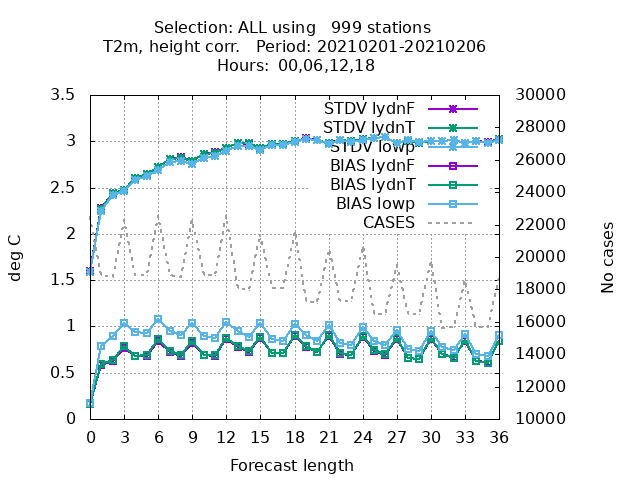 Selection: ALL using   999 stations
T2m, height corr.   Period: 20210201-20210206
Hours:  00,06,12,18
3.5
3
2.5
2
1.5
1
0.5
0
30000
28000
26000
24000
22000
20000
18000
16000
14000
12000
10000
STDV lydnF
STDV lydnT
STDV lowp
BIAS lydnF
BIAS lydnT
BIAS lowp
CASES
deg C
No cases
0 3 6 9 12 15 18 21 24 27 30 33 36
Forecast length